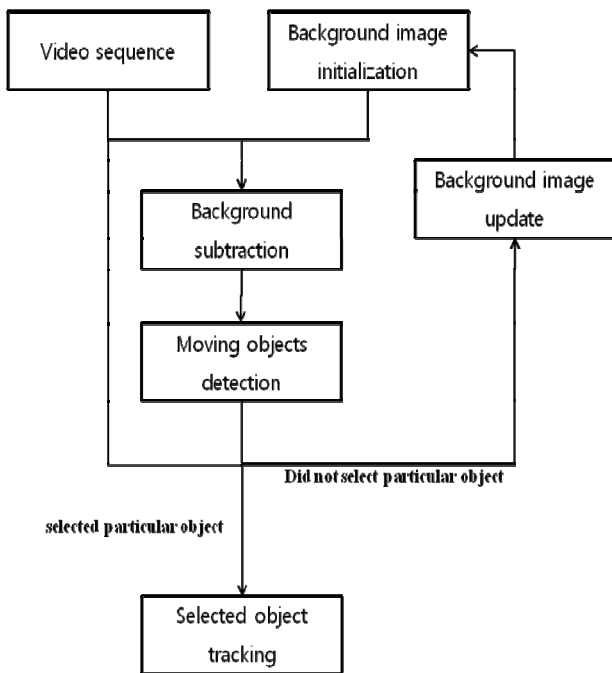 Video sequence
Background image
initialization
Background image
update
Background
subtraction
Moving objects
detection
Did not select particular object
selected particular object
Selected object
tracking